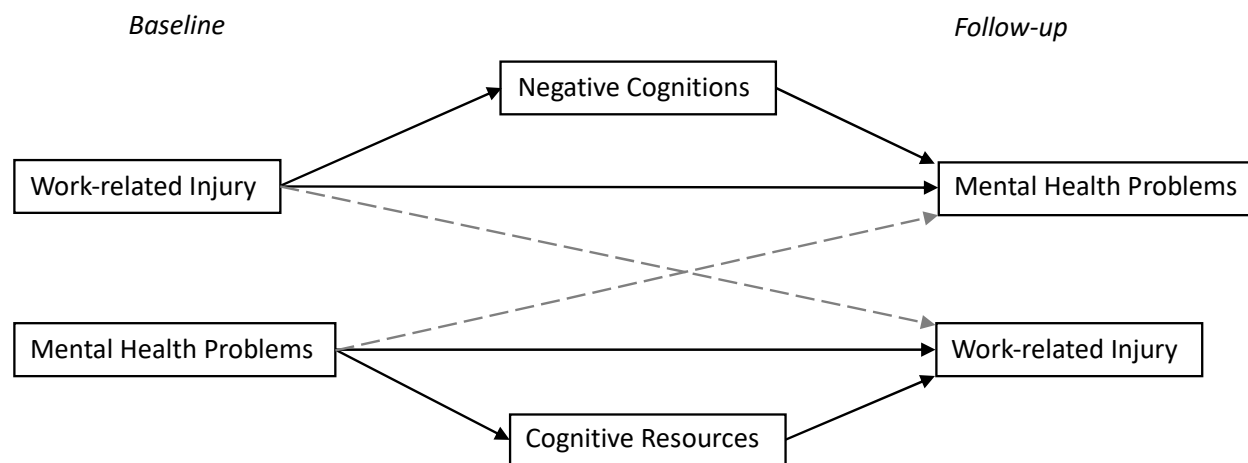 Baseline
Follow-up
Negative Cognitions
Work-related Injury
Mental Health Problems
Mental Health Problems
Work-related Injury
Cognitive Resources